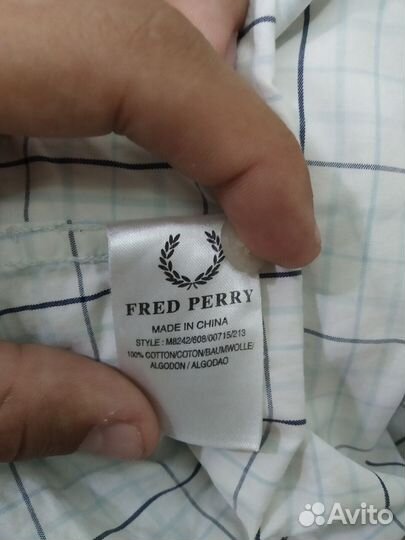 FRED PERRY
MADE IN CHINA
STYLE : M8242/608/00715/213
100% COTTON/COTON/BAUMWOLLE/
ALGODON / ALGODAO
Avito